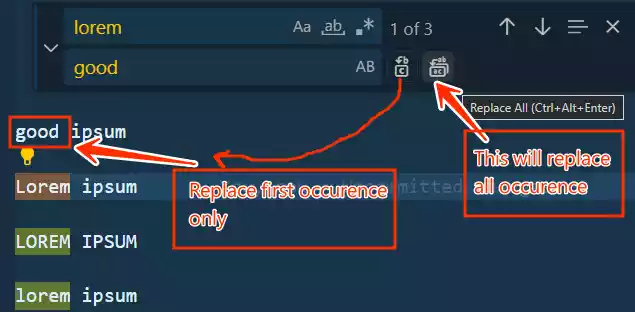 lorem Aa ab 1 of 3
good AB
Replace All (Ctrl+Alt+Enter)
good ipsum
This will replace
all occurence
Lorem ipsum
Replace first occurence
only
LOREM IPSUM
lorem ipsum